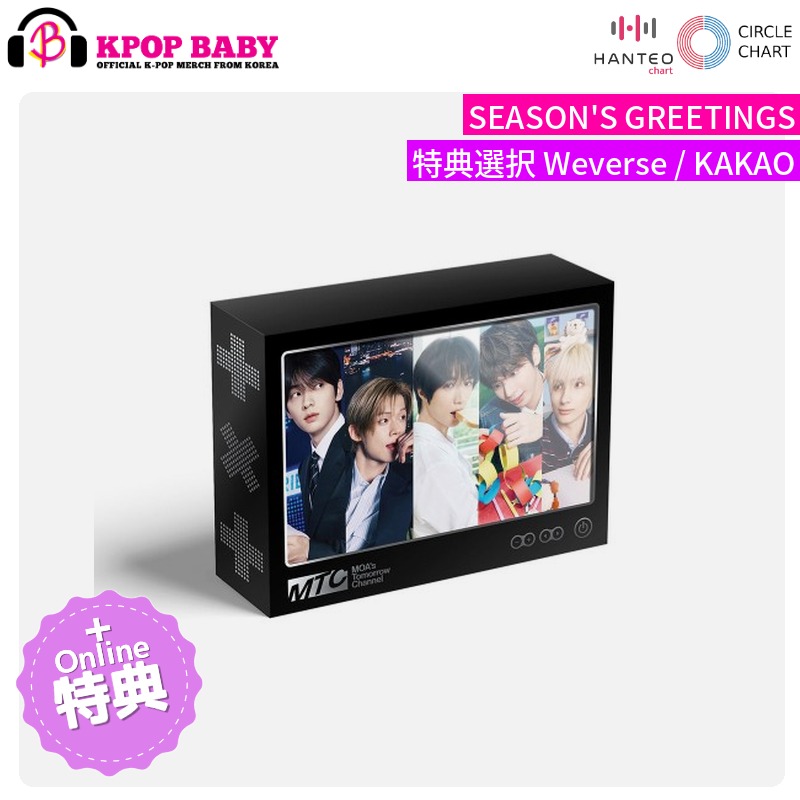 B KPOP BABY
OFFICIAL K-POP MERCH FROM KOREA
HANTEO
chart
CIRCLE
CHART
SEASON'S GREETINGS
特典選択 Weverse / KAKAO
MTC
MOA's
Tomorrow
Channel
+
Online
特典